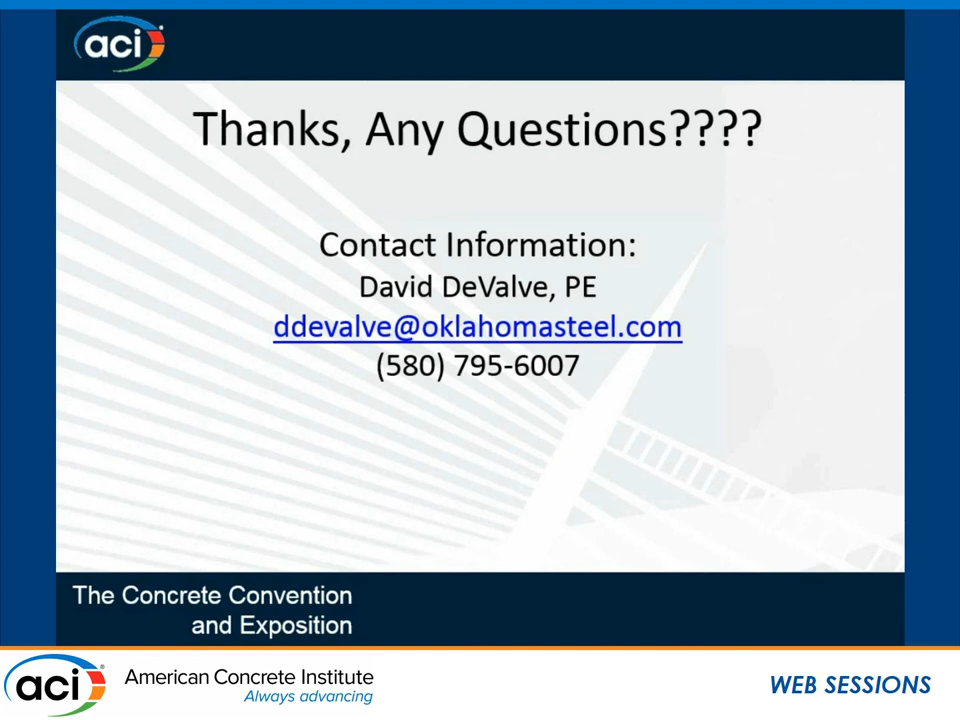 aci
Thanks, Any Questions????
Contact Information:
David DeValve, PE
ddevalve@oklahomasteel.com
(580) 795-6007
The Concrete Convention
and Exposition
aci®
American Concrete Institute
Always advancing
WEB SESSIONS